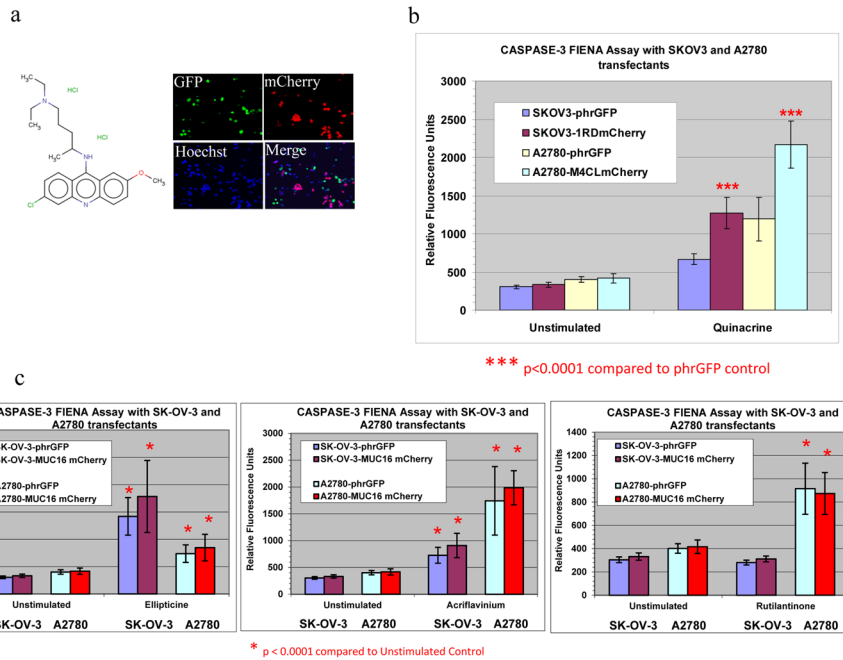 a
CH₃
H₃C
N
HCl
CH₃
HCl
H₃C
NH
O
CH₃
Cl
N
GFP
mCherry
Hoechst
Merge
b
CASPASE-3 FIENA Assay with SKOV3 and A2780
transfectants
Relative Fluorescence Units
3000
2500
2000
1500
1000
500
0
SKOV3-phrGFP
SKOV3-1RDmCherry
A2780-phrGFP
A2780-M4CLmCherry
***
***
Unstimulated
Quinacrine
*** p<0.0001 compared to phrGFP control
c
CASPASE-3 FIENA Assay with SK-OV-3 and
A2780 transfectants
SK-OV-3-phrGFP
SK-OV-3-MUC16 mCherry
A2780-phrGFP
A2780-MUC16 mCherry
* * * *
Unstimulated
Ellipticine
SK-OV-3 A2780 SK-OV-3 A2780
CASPASE-3 FIENA Assay with SK-OV-3 and
A2780 transfectants
Relative Fluorescence Units
3000
2500
2000
1500
1000
500
0
SK-OV-3-phrGFP
SK-OV-3-MUC16 mCherry
A2780-phrGFP
A2780-MUC16 mCherry
* * * *
Unstimulated
Acriflavinium
SK-OV-3 A2780 SK-OV-3 A2780
CASPASE-3 FIENA Assay with SK-OV-3 and
A2780 transfectants
Relative Fluorescence Units
1400
1200
1000
800
600
400
200
0
SK-OV-3-phrGFP
SK-OV-3-MUC16 mCherry
A2780-phrGFP
A2780-MUC16 mCherry
* *
Unstimulated
Rutilantinone
SK-OV-3 A2780 SK-OV-3 A2780
* p < 0.0001 compared to Unstimulated Control